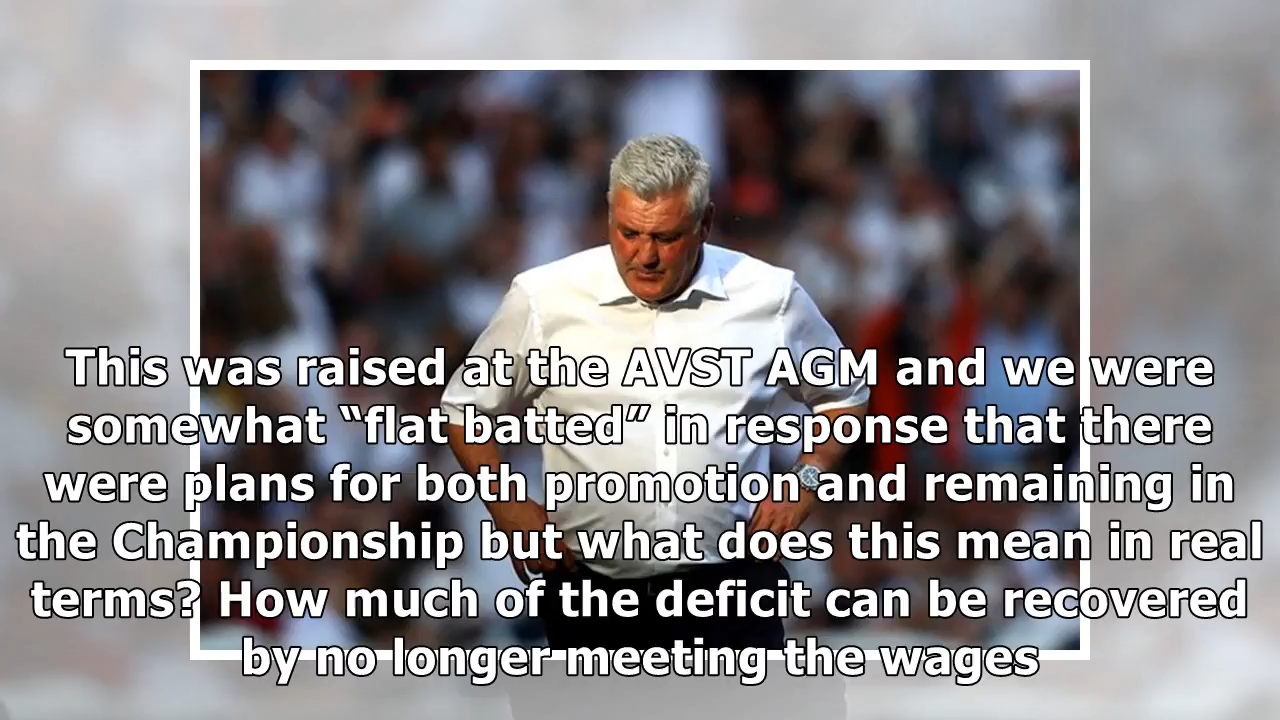 This was raised at the AVST AGM and we were
somewhat “flat batted” in response that there
were plans for both promotion and remaining in
the Championship but what does this mean in real
terms? How much of the deficit can be recovered
by no longer meeting the wages